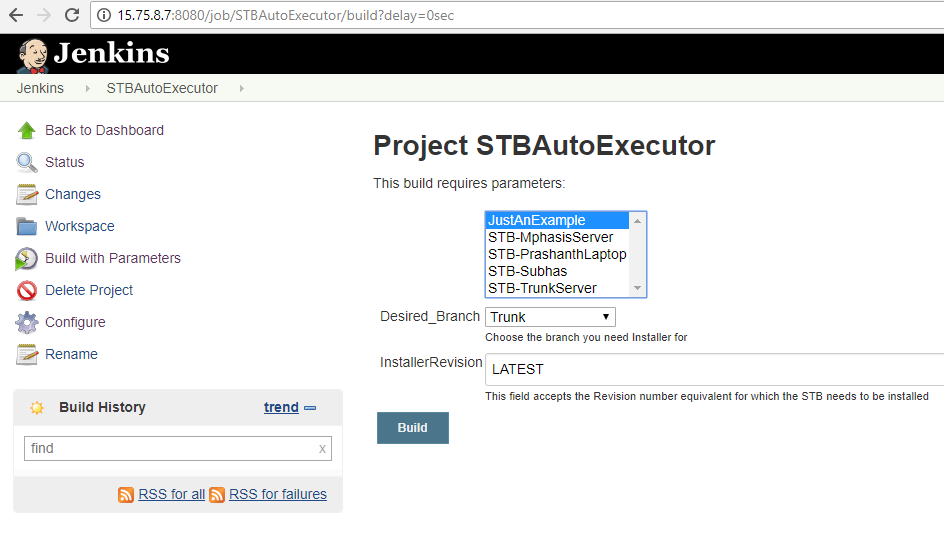 15.75.8.7:8080/job/STBAutoExecutor/build?delay=0sec
Jenkins
Jenkins STBAutoExecutor
Back to Dashboard
Status
Changes
Workspace
Build with Parameters
Delete Project
Configure
Rename
Build History trend
find x
RSS for all RSS for failures
Project STBAutoExecutor
This build requires parameters:
JustAnExample
STB-MphasisServer
STB-PrashanthLaptop
STB-Subhas
STB-TrunkServer
Desired_Branch Trunk
Choose the branch you need Installer for
InstallerRevision LATEST
This field accepts the Revision number equivalent for which the STB needs to be installed
Build